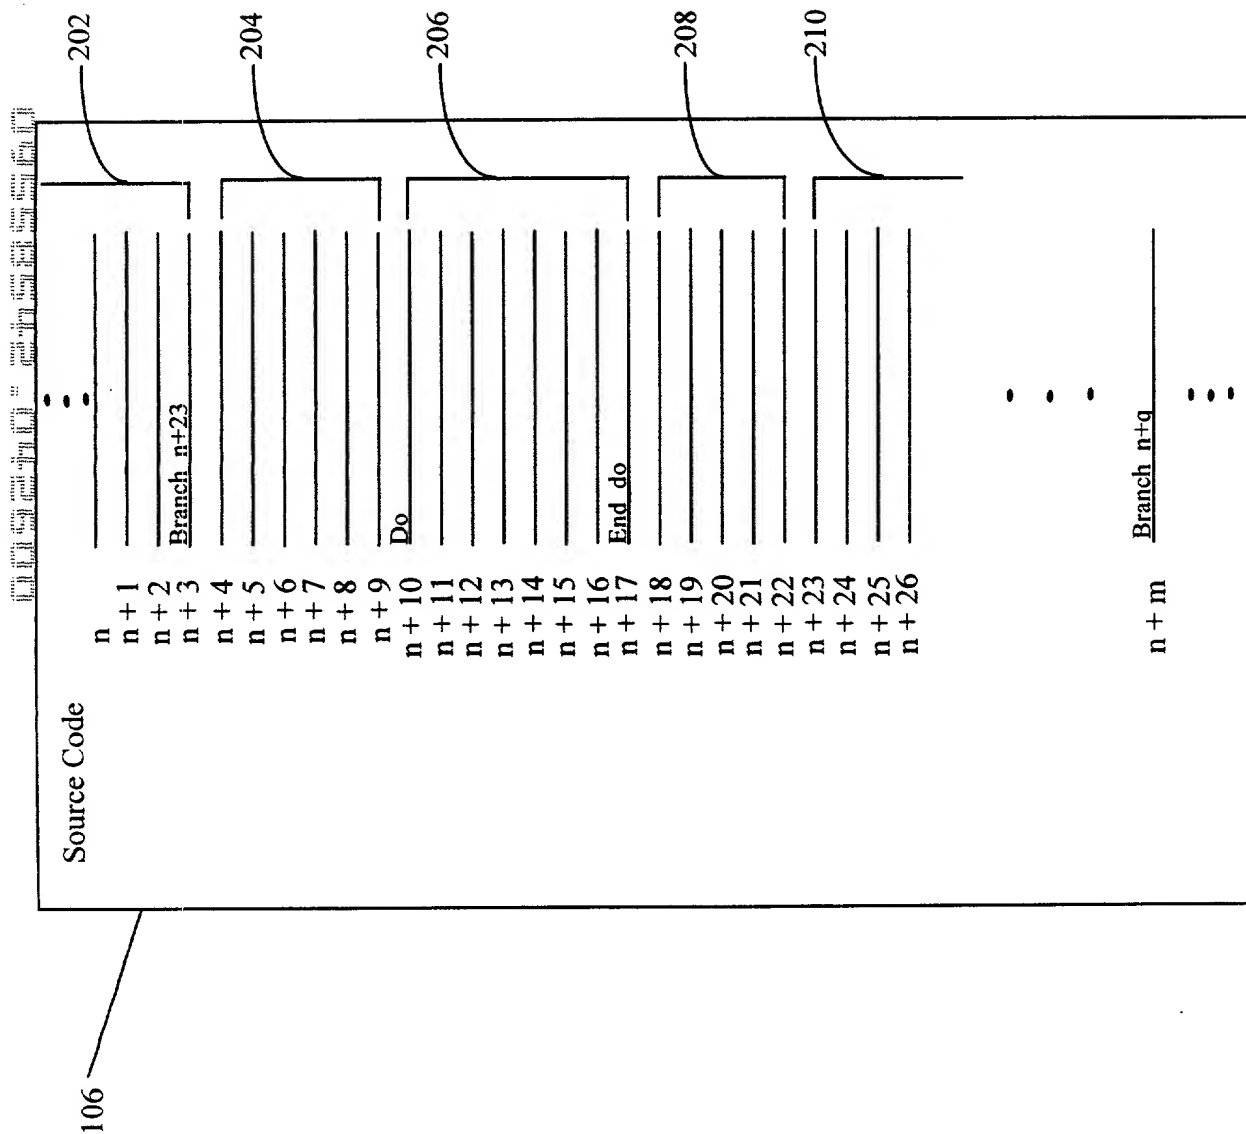 Source Code
n
n + 1
n + 2
n + 3 Branch n+23
n + 4
n + 5
n + 6
n + 7
n + 8
n + 9
n + 10 Do
n + 11
n + 12
n + 13
n + 14
n + 15
n + 16
n + 17 End do
n + 18
n + 19
n + 20
n + 21
n + 22
n + 23
n + 24
n + 25
n + 26
n + m Branch n+q
202
204
206
208
210
106